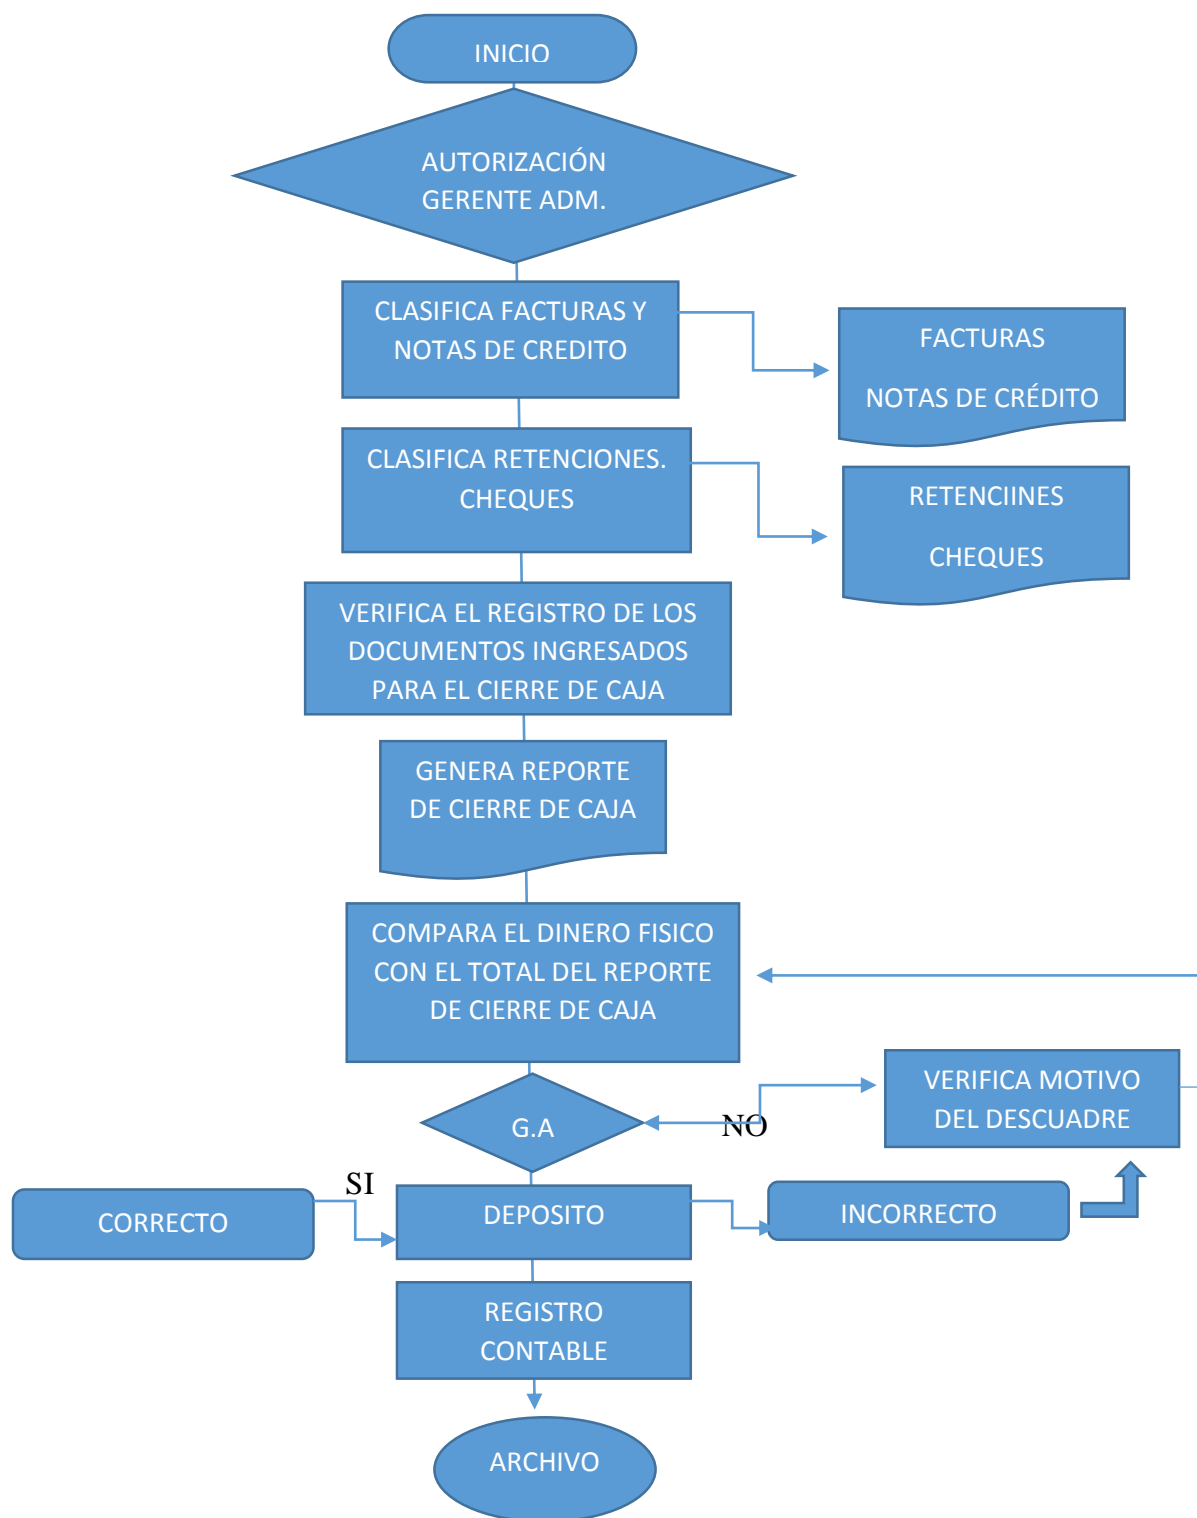 INICIO
AUTORIZACIÓN
GERENTE ADM.
CLASIFICA FACTURAS Y
NOTAS DE CREDITO
FACTURAS
NOTAS DE CRÉDITO
CLASIFICA RETENCIONES.
CHEQUES
RETENCIINES
CHEQUES
VERIFICA EL REGISTRO DE LOS
DOCUMENTOS INGRESADOS
PARA EL CIERRE DE CAJA
GENERA REPORTE
DE CIERRE DE CAJA
COMPARA EL DINERO FISICO
CON EL TOTAL DEL REPORTE
DE CIERRE DE CAJA
VERIFICA MOTIVO
DEL DESCUADRE
G.A
NO
SI
CORRECTO
DEPOSITO
INCORRECTO
REGISTRO
CONTABLE
ARCHIVO